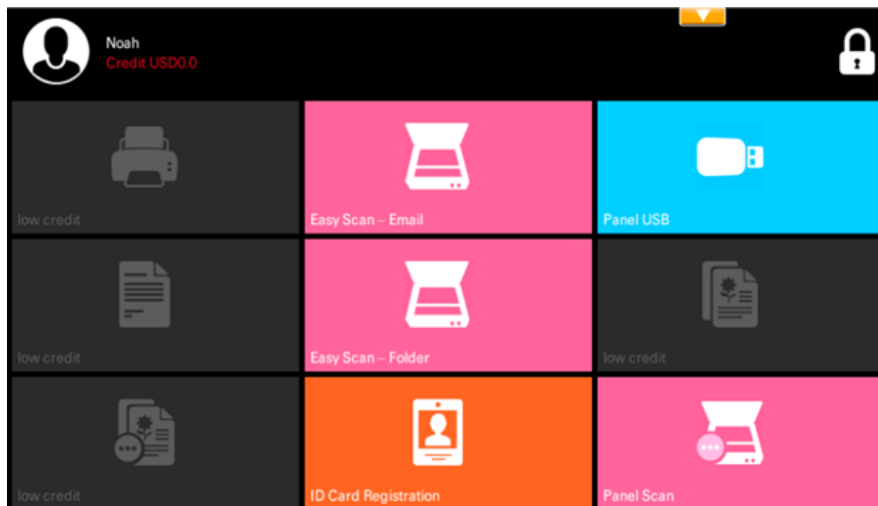 Noah
Credit USD0.0
low credit
Easy Scan – Email
Panel USB
low credit
Easy Scan – Folder
low credit
low credit
ID Card Registration
Panel Scan